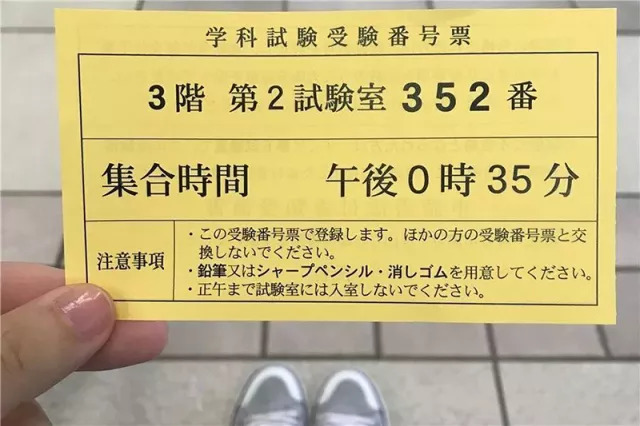 学科試験受験番号票
3階 第2試験室 352番
集合時間 午後0時35分
注意事項
・この受験番号票で登録します。ほかの方の受験番号票と交
換しないでください。
・鉛筆又はシャープペンシル・消しゴムを用意してください。
・正午まで試験室には入室しないでください。